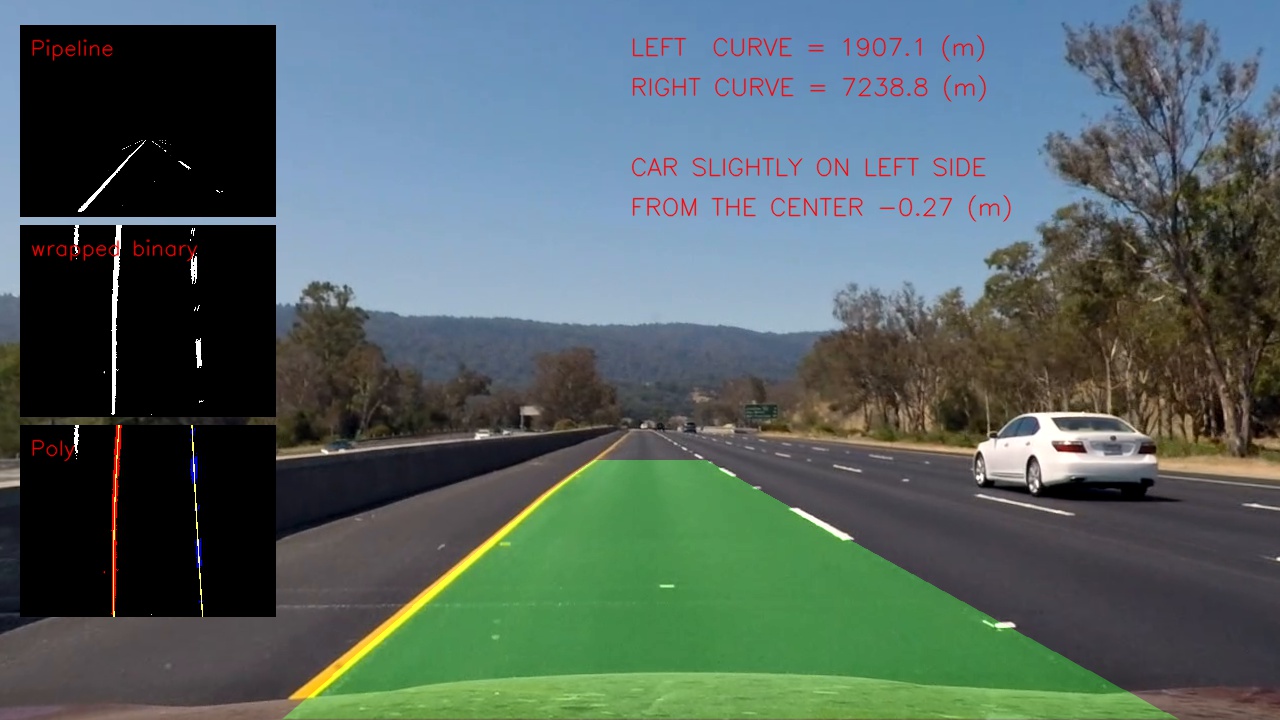 Pipeline
LEFT  CURVE = 1907.1 (m)
RIGHT CURVE = 7238.8 (m)
CAR SLIGHTLY ON LEFT SIDE
FROM THE CENTER -0.27 (m)
wrapped binary
Poly